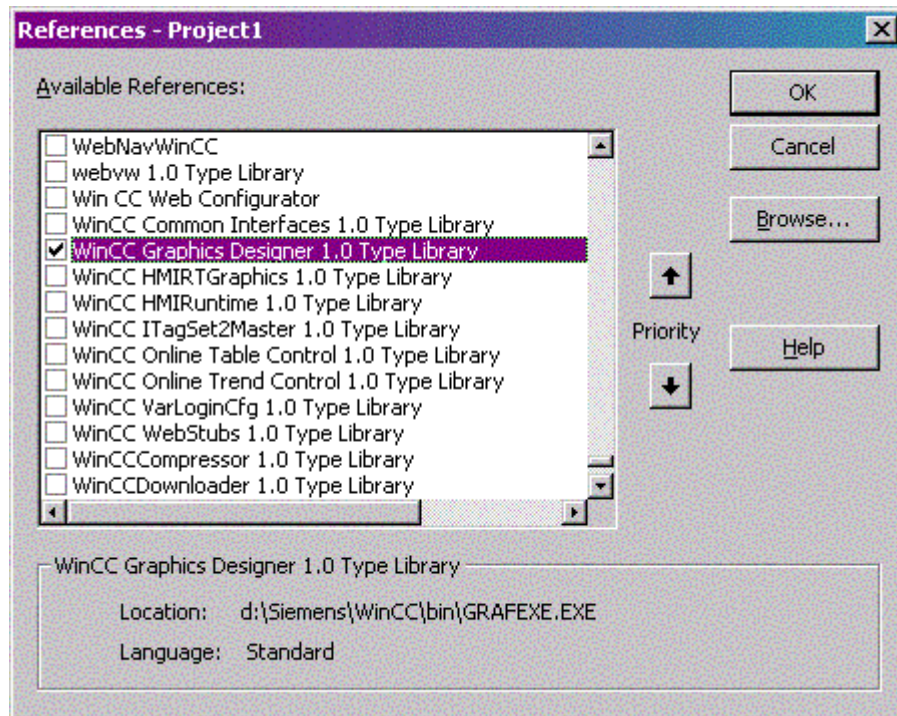 References - Project1
Available References:
WebNavWinCC
webvw 1.0 Type Library
Win CC Web Configurator
WinCC Common Interfaces 1.0 Type Library
WinCC Graphics Designer 1.0 Type Library
WinCC HMIRTGraphics 1.0 Type Library
WinCC HMIRuntime 1.0 Type Library
WinCC ITagSet2Master 1.0 Type Library
WinCC Online Table Control 1.0 Type Library
WinCC Online Trend Control 1.0 Type Library
WinCC VarLoginCfg 1.0 Type Library
WinCC WebStubs 1.0 Type Library
WinCCCompressor 1.0 Type Library
WinCCDownloader 1.0 Type Library
OK
Cancel
Browse...
Priority
Help
WinCC Graphics Designer 1.0 Type Library
Location: d:\Siemens\WinCC\bin\GRAFEXE.EXE
Language: Standard